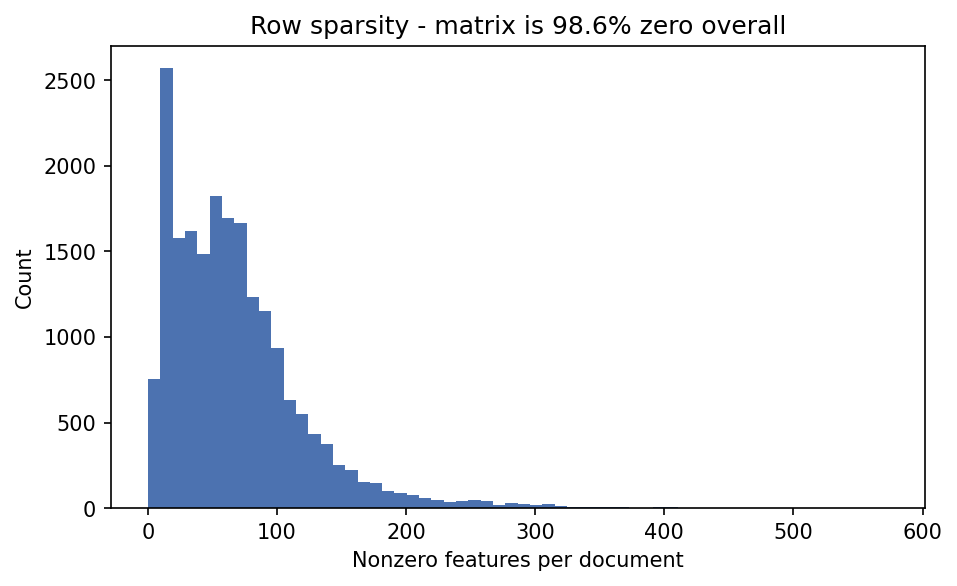 Row sparsity - matrix is 98.6% zero overall
2500
2000
1500
1000
500
0
Count
0 100 200 300 400 500 600
Nonzero features per document